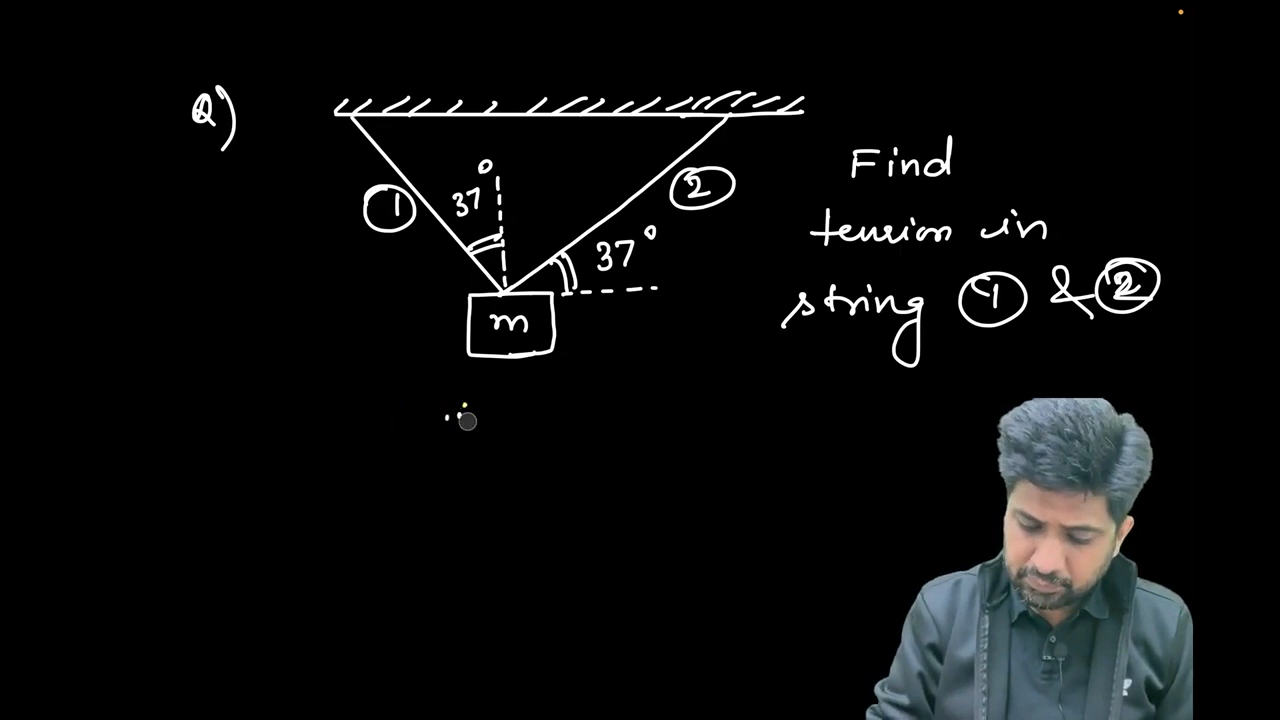 Q)
Find
tension in
string ① & ②
①
37°
②
37°
m